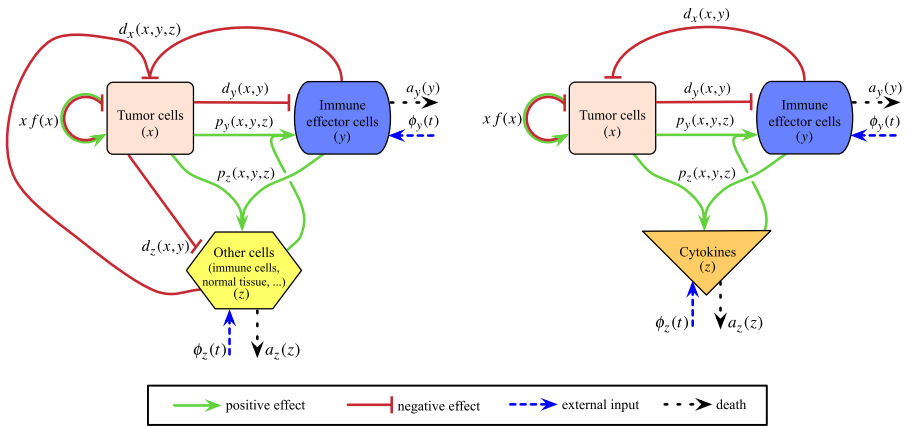 d_x(x,y,z)
x f(x)
Tumor cells
(x)
d_y(x,y)
p_y(x,y,z)
Immune
effector cells
(y)
a_y(y)
ϕ_y(t)
p_z(x,y,z)
d_z(x,y)
Other cells
(immune cells,
normal tissue, ...)
(z)
ϕ_z(t)
a_z(z)
d_x(x,y)
x f(x)
Tumor cells
(x)
d_y(x,y)
p_y(x,y,z)
Immune
effector cells
(y)
a_y(y)
ϕ_y(t)
p_z(x,y,z)
Cytokines
(z)
ϕ_z(t)
a_z(z)
positive effect
negative effect
external input
death